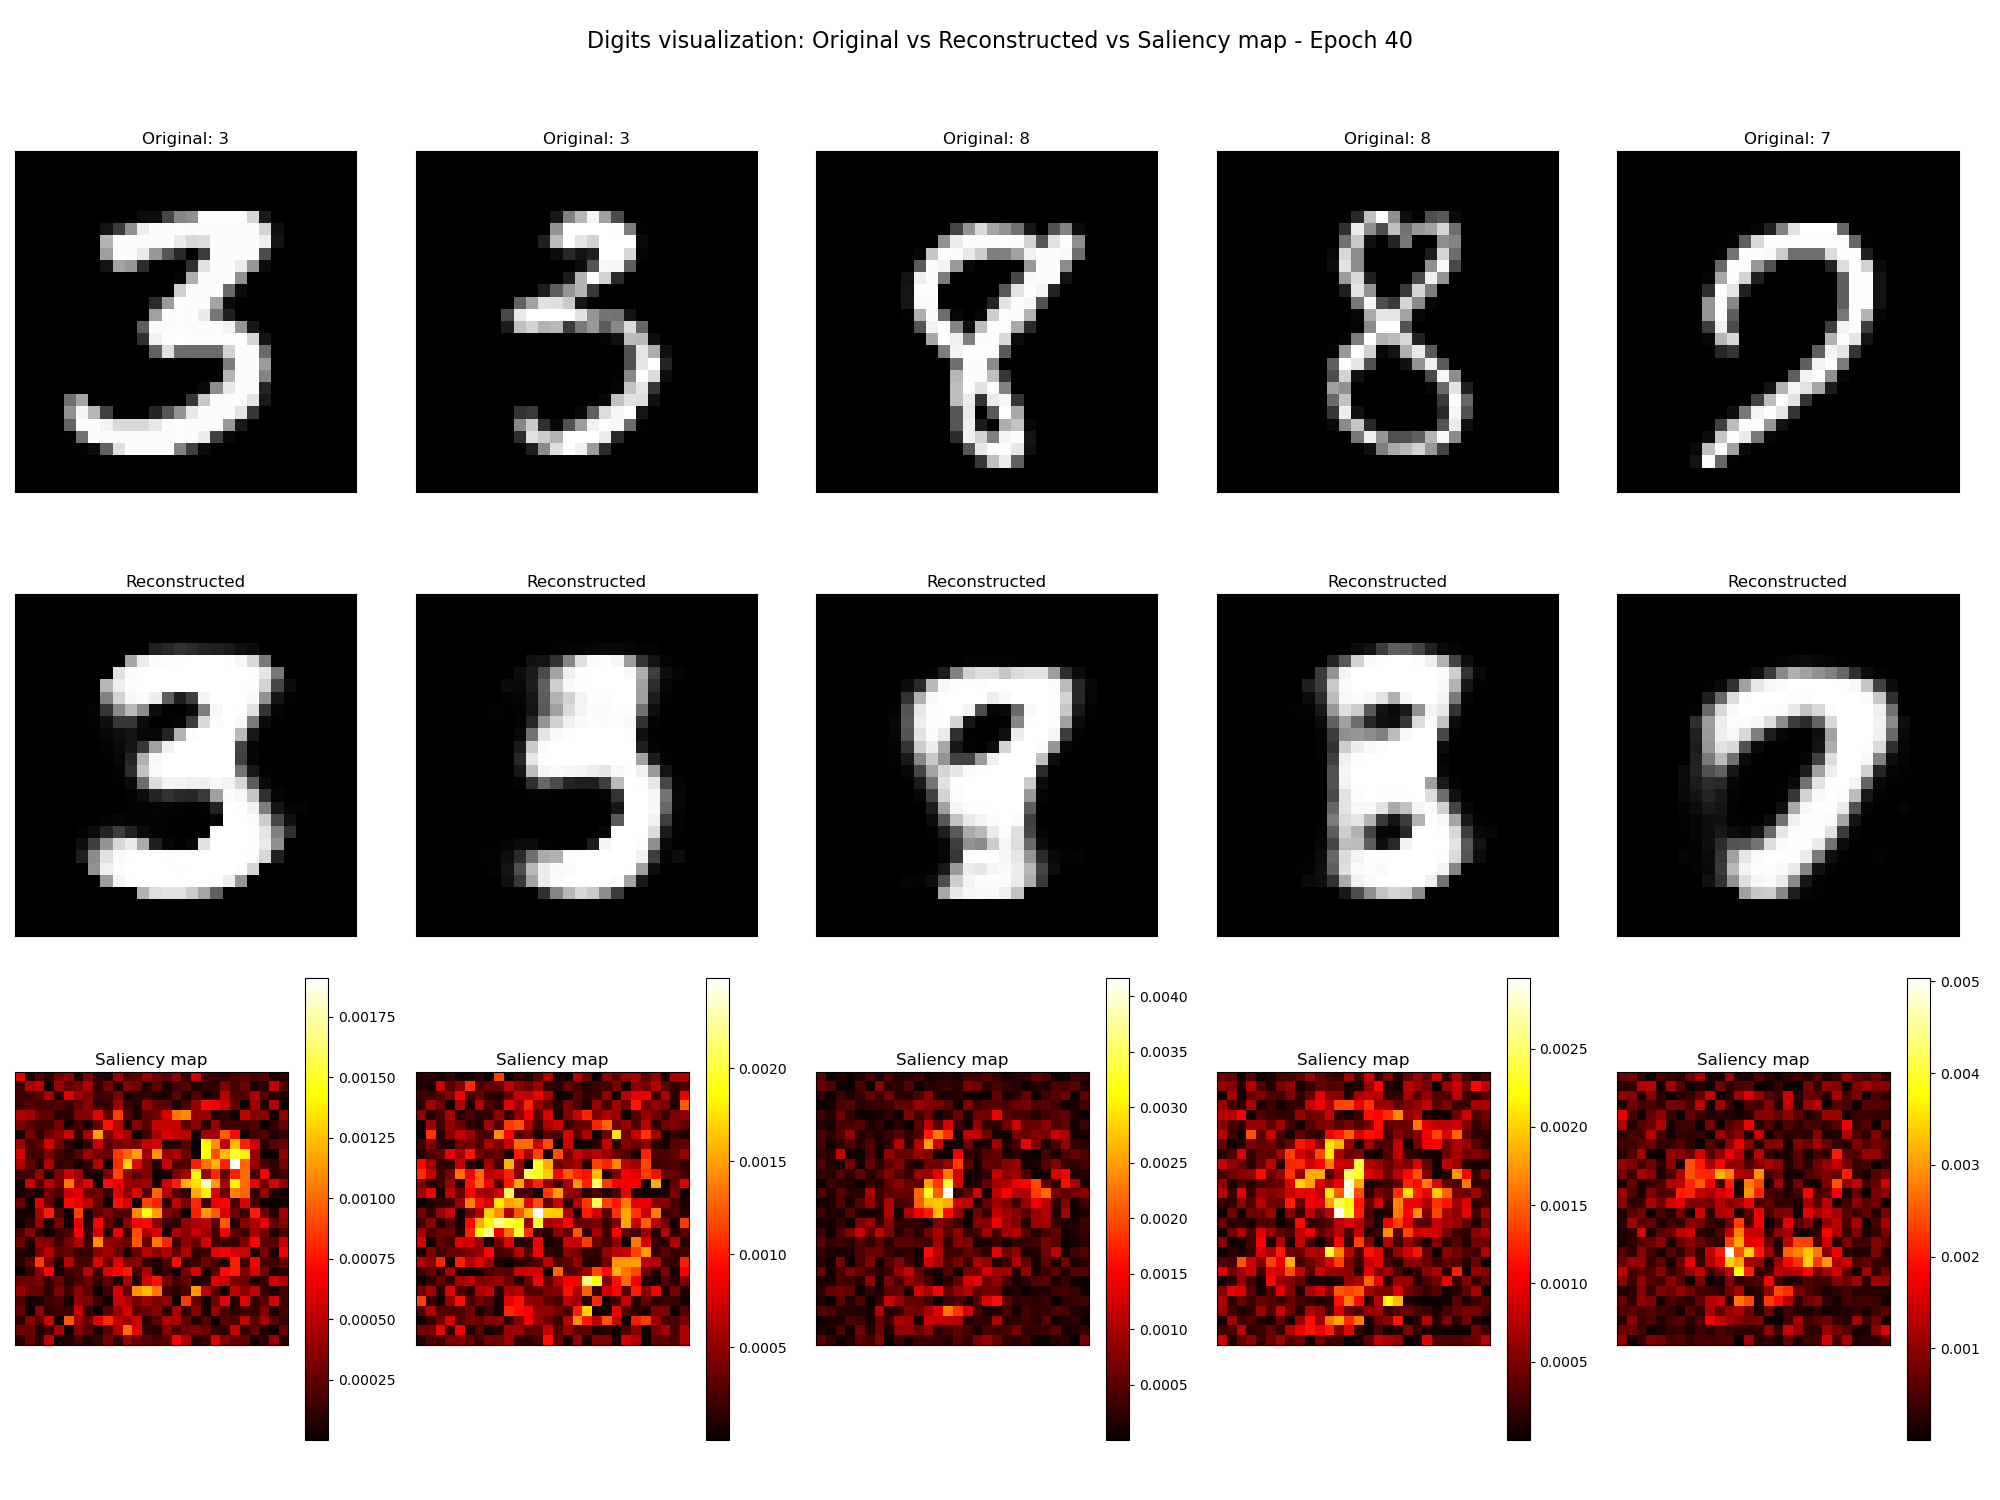 Digits visualization: Original vs Reconstructed vs Saliency map - Epoch 40
Original: 3
Original: 3
Original: 8
Original: 8
Original: 7
Reconstructed
Reconstructed
Reconstructed
Reconstructed
Reconstructed
Saliency map
0.00175
0.00150
0.00125
0.00100
0.00075
0.00050
0.00025
Saliency map
0.0020
0.0015
0.0010
0.0005
Saliency map
0.0040
0.0035
0.0030
0.0025
0.0020
0.0015
0.0010
0.0005
Saliency map
0.0025
0.0020
0.0015
0.0010
0.0005
Saliency map
0.005
0.004
0.003
0.002
0.001